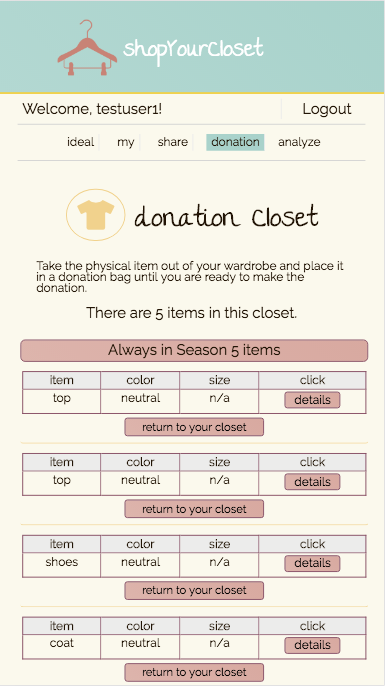 shopYourCloset
Welcome, testuser1! Logout
ideal my share donation analyze
donation Closet
Take the physical item out of your wardrobe and place it
in a donation bag until you are ready to make the
donation.
There are 5 items in this closet.
Always in Season 5 items
item color size click
top neutral n/a details
return to your closet
item color size click
top neutral n/a details
return to your closet
item color size click
shoes neutral n/a details
return to your closet
item color size click
coat neutral n/a details
return to your closet